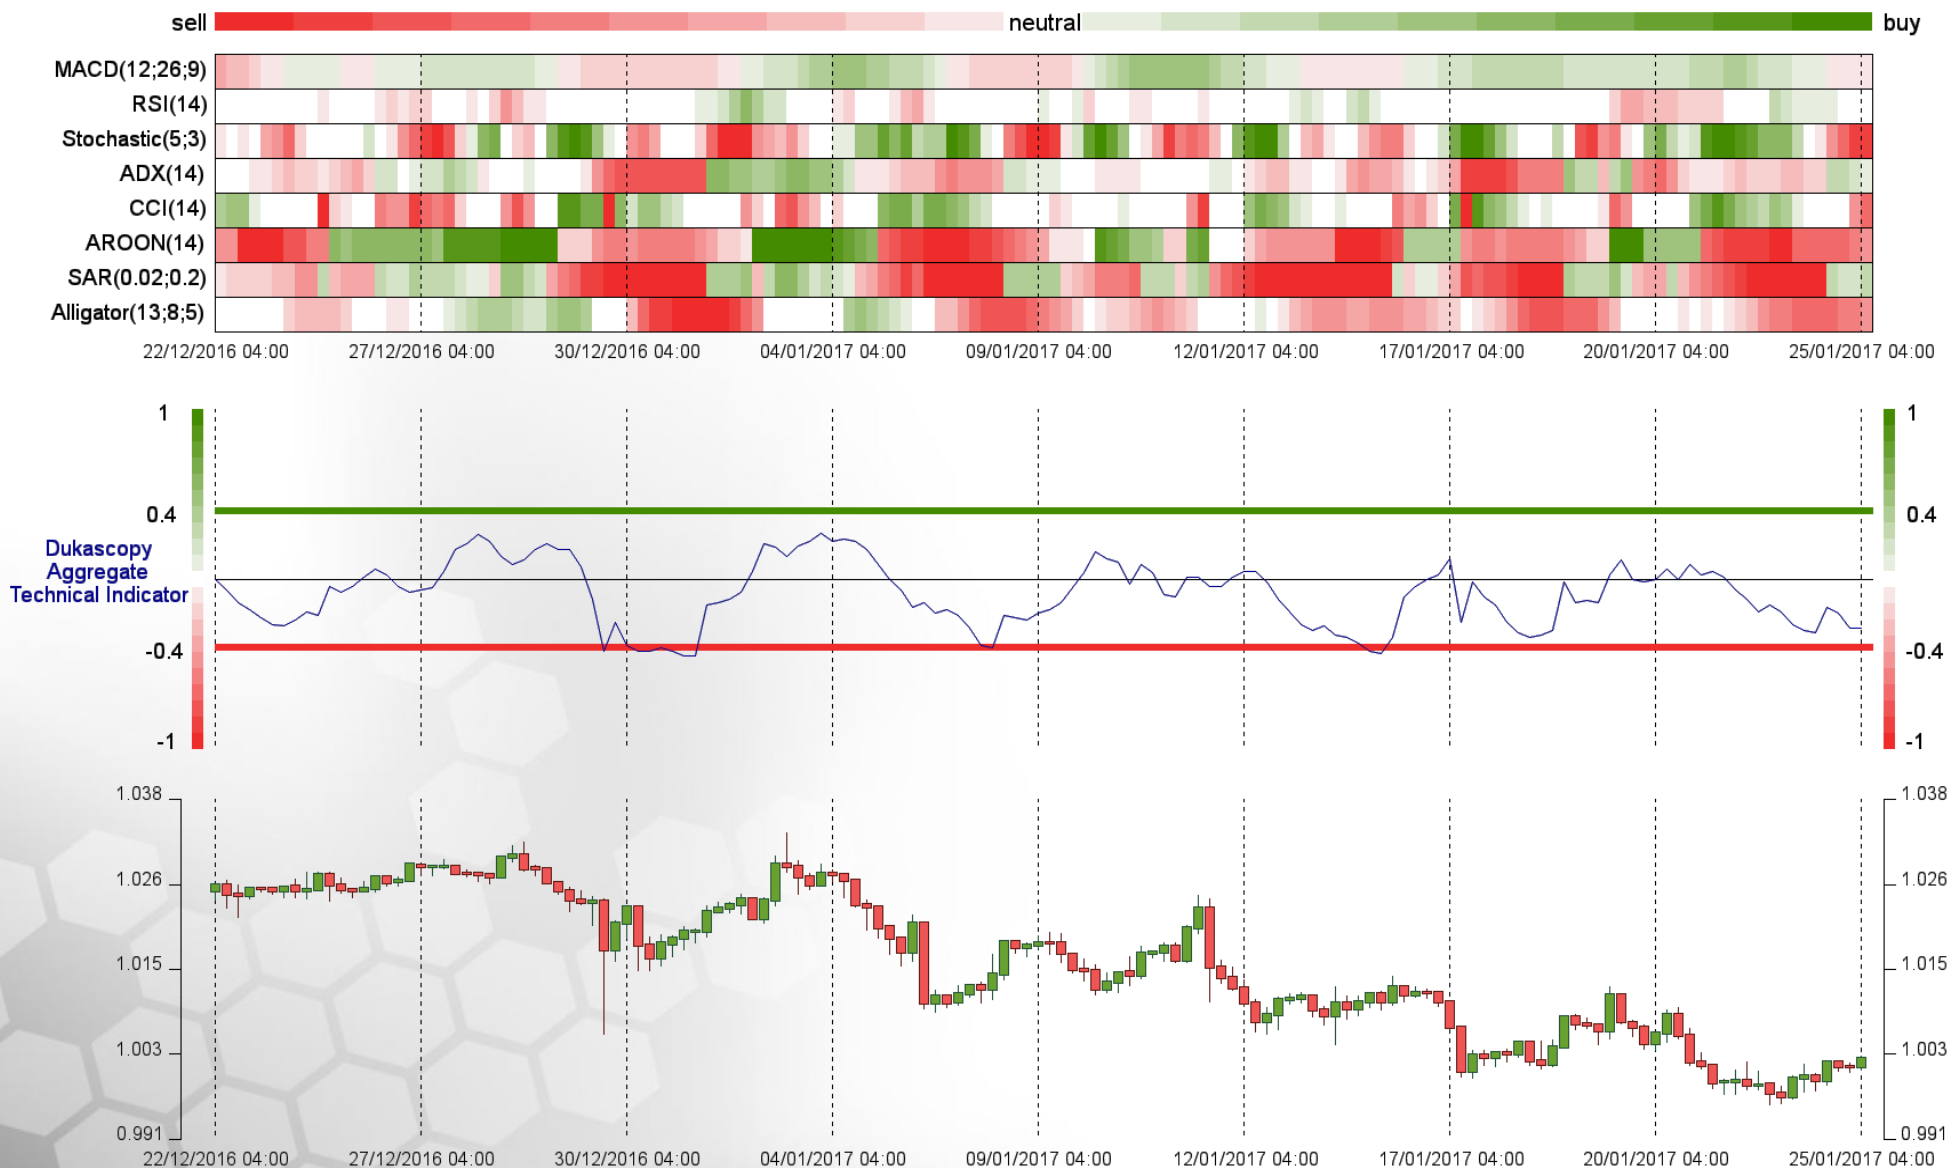 sell neutral buy
MACD(12;26;9)
RSI(14)
Stochastic(5;3)
ADX(14)
CCI(14)
AROON(14)
SAR(0.02;0.2)
Alligator(13;8;5)
22/12/2016 04:00 27/12/2016 04:00 30/12/2016 04:00 04/01/2017 04:00 09/01/2017 04:00 12/01/2017 04:00 17/01/2017 04:00 20/01/2017 04:00 25/01/2017 04:00
1 1
0.4 0.4
Dukascopy
Aggregate
Technical Indicator
-0.4 -0.4
-1 -1
1.038 1.038
1.026 1.026
1.015 1.015
1.003 1.003
0.991 0.991
22/12/2016 04:00 27/12/2016 04:00 30/12/2016 04:00 04/01/2017 04:00 09/01/2017 04:00 12/01/2017 04:00 17/01/2017 04:00 20/01/2017 04:00 25/01/2017 04:00